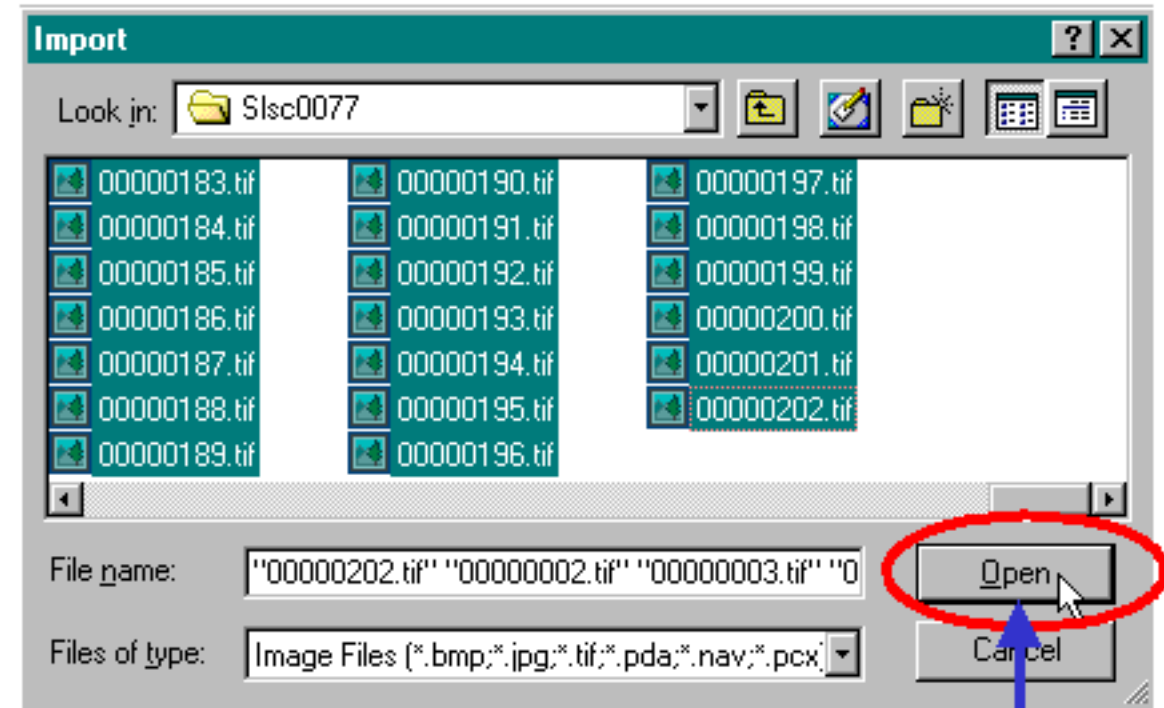 Import
Look in: Slsc0077
00000183.tif 00000190.tif 00000197.tif
00000184.tif 00000191.tif 00000198.tif
00000185.tif 00000192.tif 00000199.tif
00000186.tif 00000193.tif 00000200.tif
00000187.tif 00000194.tif 00000201.tif
00000188.tif 00000195.tif 00000202.tif
00000189.tif 00000196.tif
File name: "00000202.tif" "00000002.tif" "00000003.tif" "0
Open
Files of type: Image Files (*.bmp;*.jpg;*.tif;*.pda;*.nav;*.pcx)
Cancel